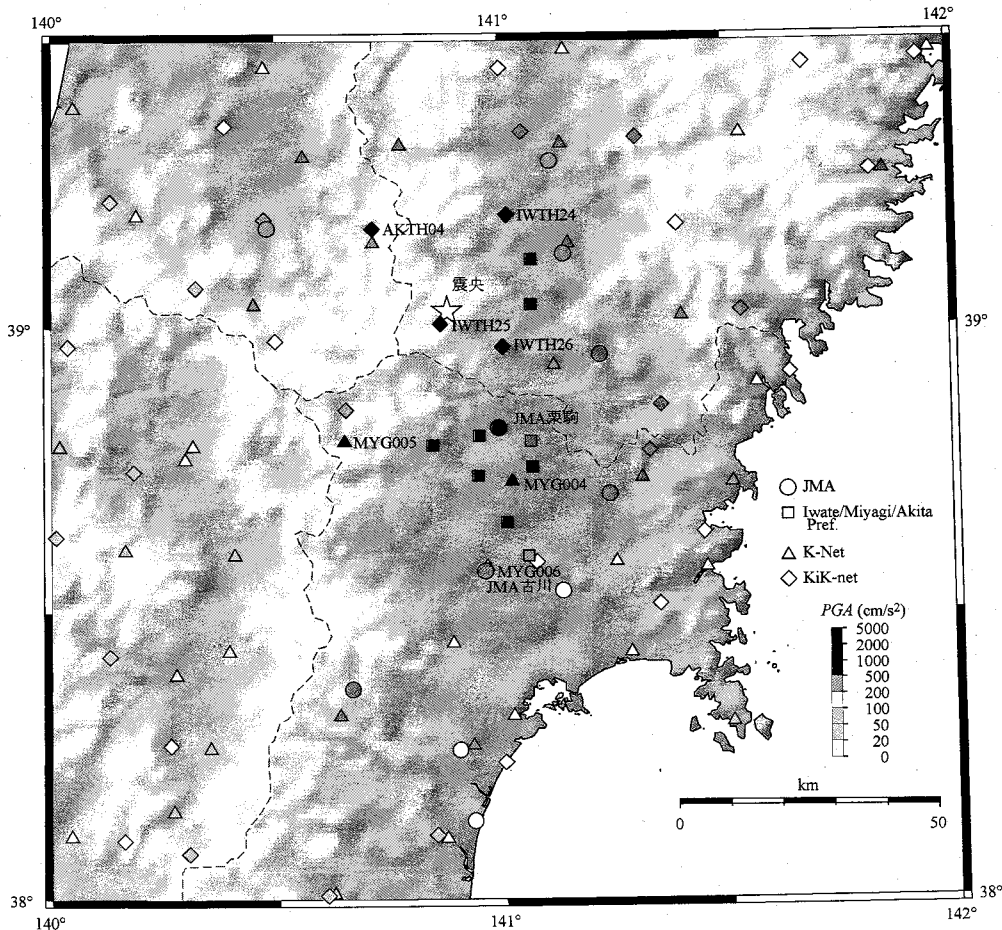 140°
141°
142°
IWTH24
AKTH04
震央
39°
39°
IWTH25
IWTH26
JMA栗駒
MYG005
MYG004
JMA
Iwate/Miyagi/Akita
Pref.
K-Net
KiK-net
MYG006
JMA古川
PGA (cm/s²)
5000
2000
1000
500
200
100
50
20
0
km
0
50
38°
38°
140°
141°
142°